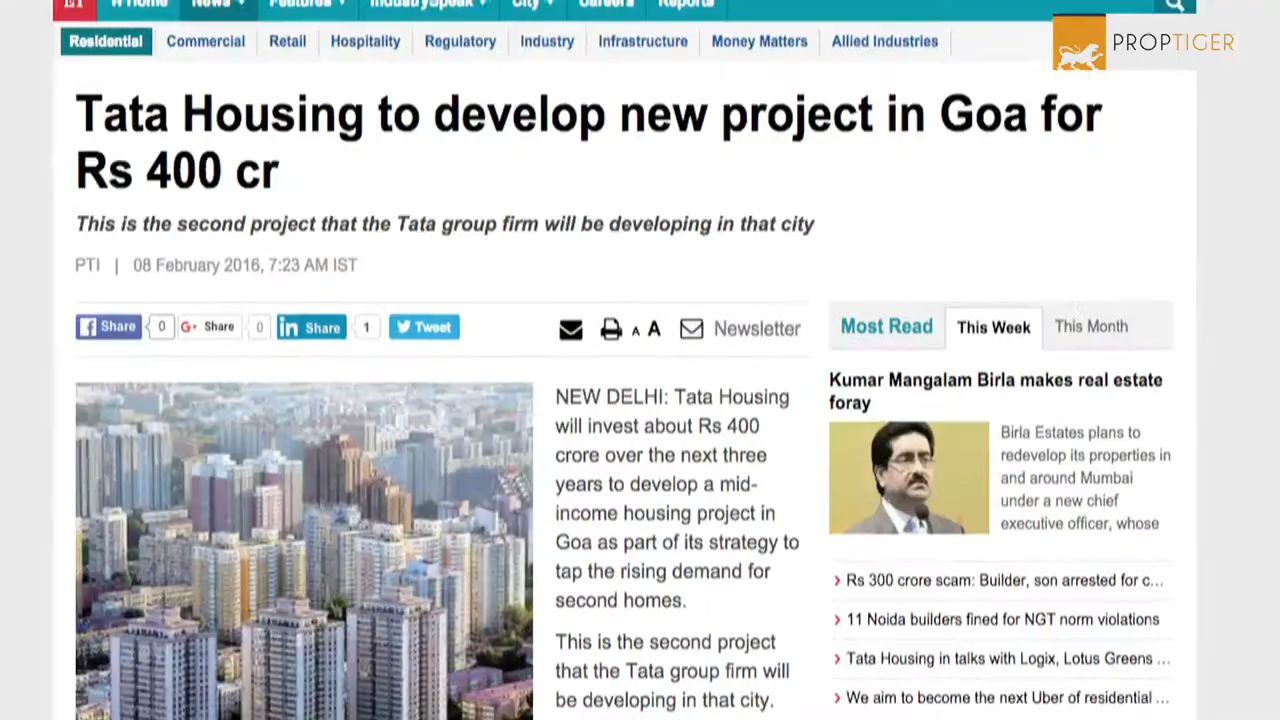 ET Home News Features IndustrySpeak City Careers Reports
Residential Commercial Retail Hospitality Regulatory Industry Infrastructure Money Matters Allied Industries
PROPTIGER
Tata Housing to develop new project in Goa for
Rs 400 cr
This is the second project that the Tata group firm will be developing in that city
PTI | 08 February 2016, 7:23 AM IST
Share 0 G+ Share 0 in Share 1 Tweet
A A Newsletter
NEW DELHI: Tata Housing
will invest about Rs 400
crore over the next three
years to develop a mid-
income housing project in
Goa as part of its strategy to
tap the rising demand for
second homes.
This is the second project
that the Tata group firm will
be developing in that city.
Most Read This Week This Month
Kumar Mangalam Birla makes real estate
foray
Birla Estates plans to
redevelop its properties in
and around Mumbai
under a new chief
executive officer, whose
Rs 300 crore scam: Builder, son arrested for c...
11 Noida builders fined for NGT norm violations
Tata Housing in talks with Logix, Lotus Greens ...
We aim to become the next Uber of residential ...